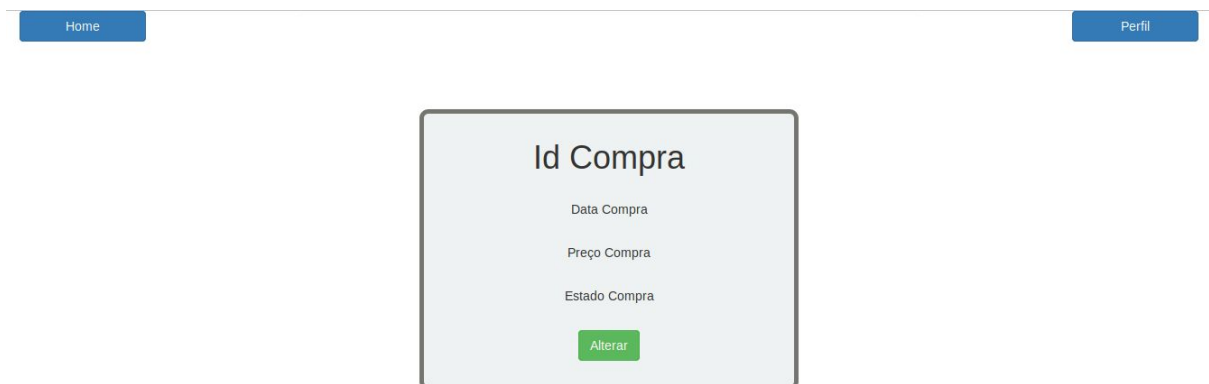 Home
Perfil
Id Compra
Data Compra
Preço Compra
Estado Compra
Alterar